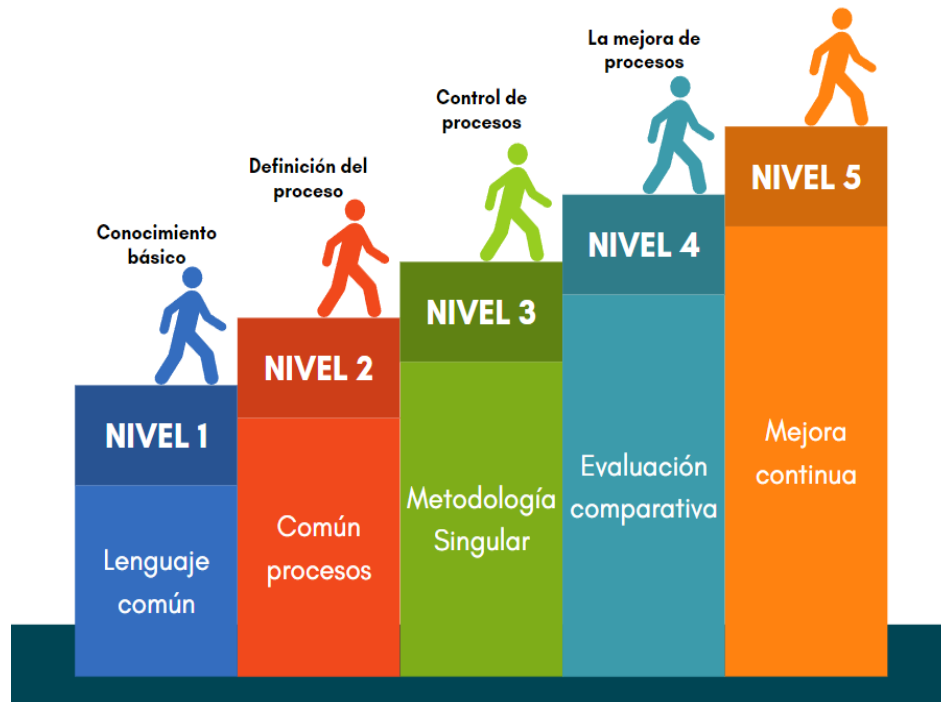 Conocimiento
básico
NIVEL 1
Lenguaje
común
Definición del
proceso
NIVEL 2
Común
procesos
Control de
procesos
NIVEL 3
Metodología
Singular
La mejora de
procesos
NIVEL 4
Evaluación
comparativa
NIVEL 5
Mejora
continua